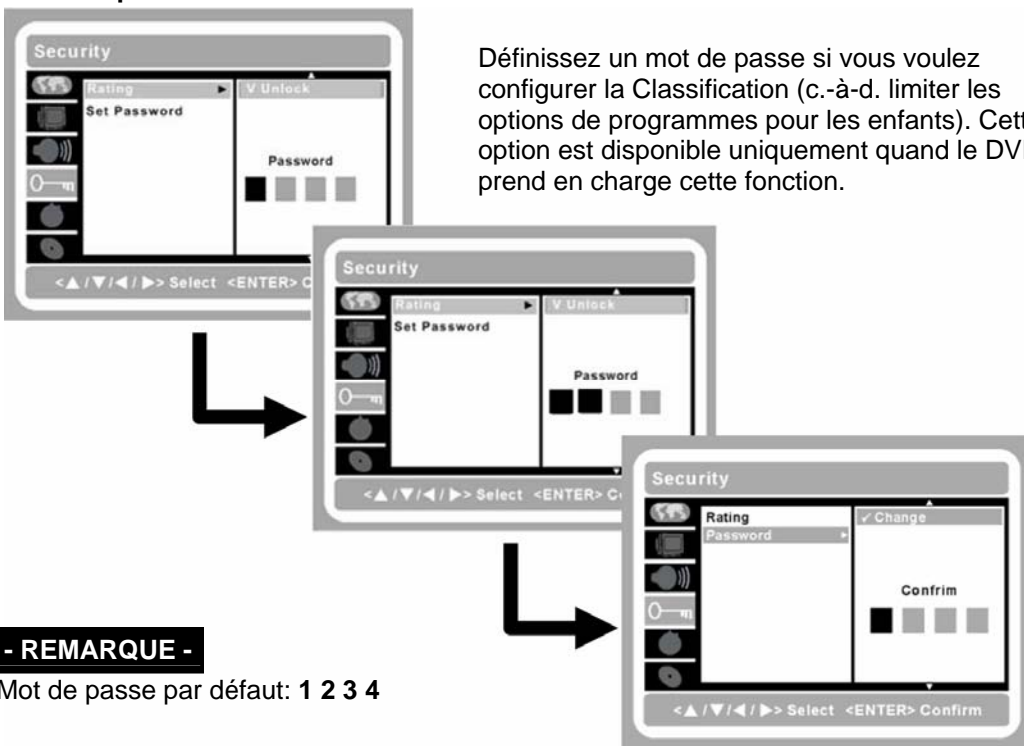 Security
Rating ▶ V Unlock
Set Password
Password
<▲ /▼/◀ / ▶> Select <ENTER> C
Définissez un mot de passe si vous voulez
configurer la Classification (c.-à-d. limiter les
options de programmes pour les enfants). Cett
option est disponible uniquement quand le DV
prend en charge cette fonction.
Security
Rating ▶ V Unlock
Set Password
Password
<▲ /▼/◀ / ▶> Select <ENTER> Co
Security
Rating ✓ Change
Password ▸
Confrim
<▲ /▼/◀ / ▶> Select <ENTER> Confirm
- REMARQUE -
Mot de passe par défaut: 1 2 3 4